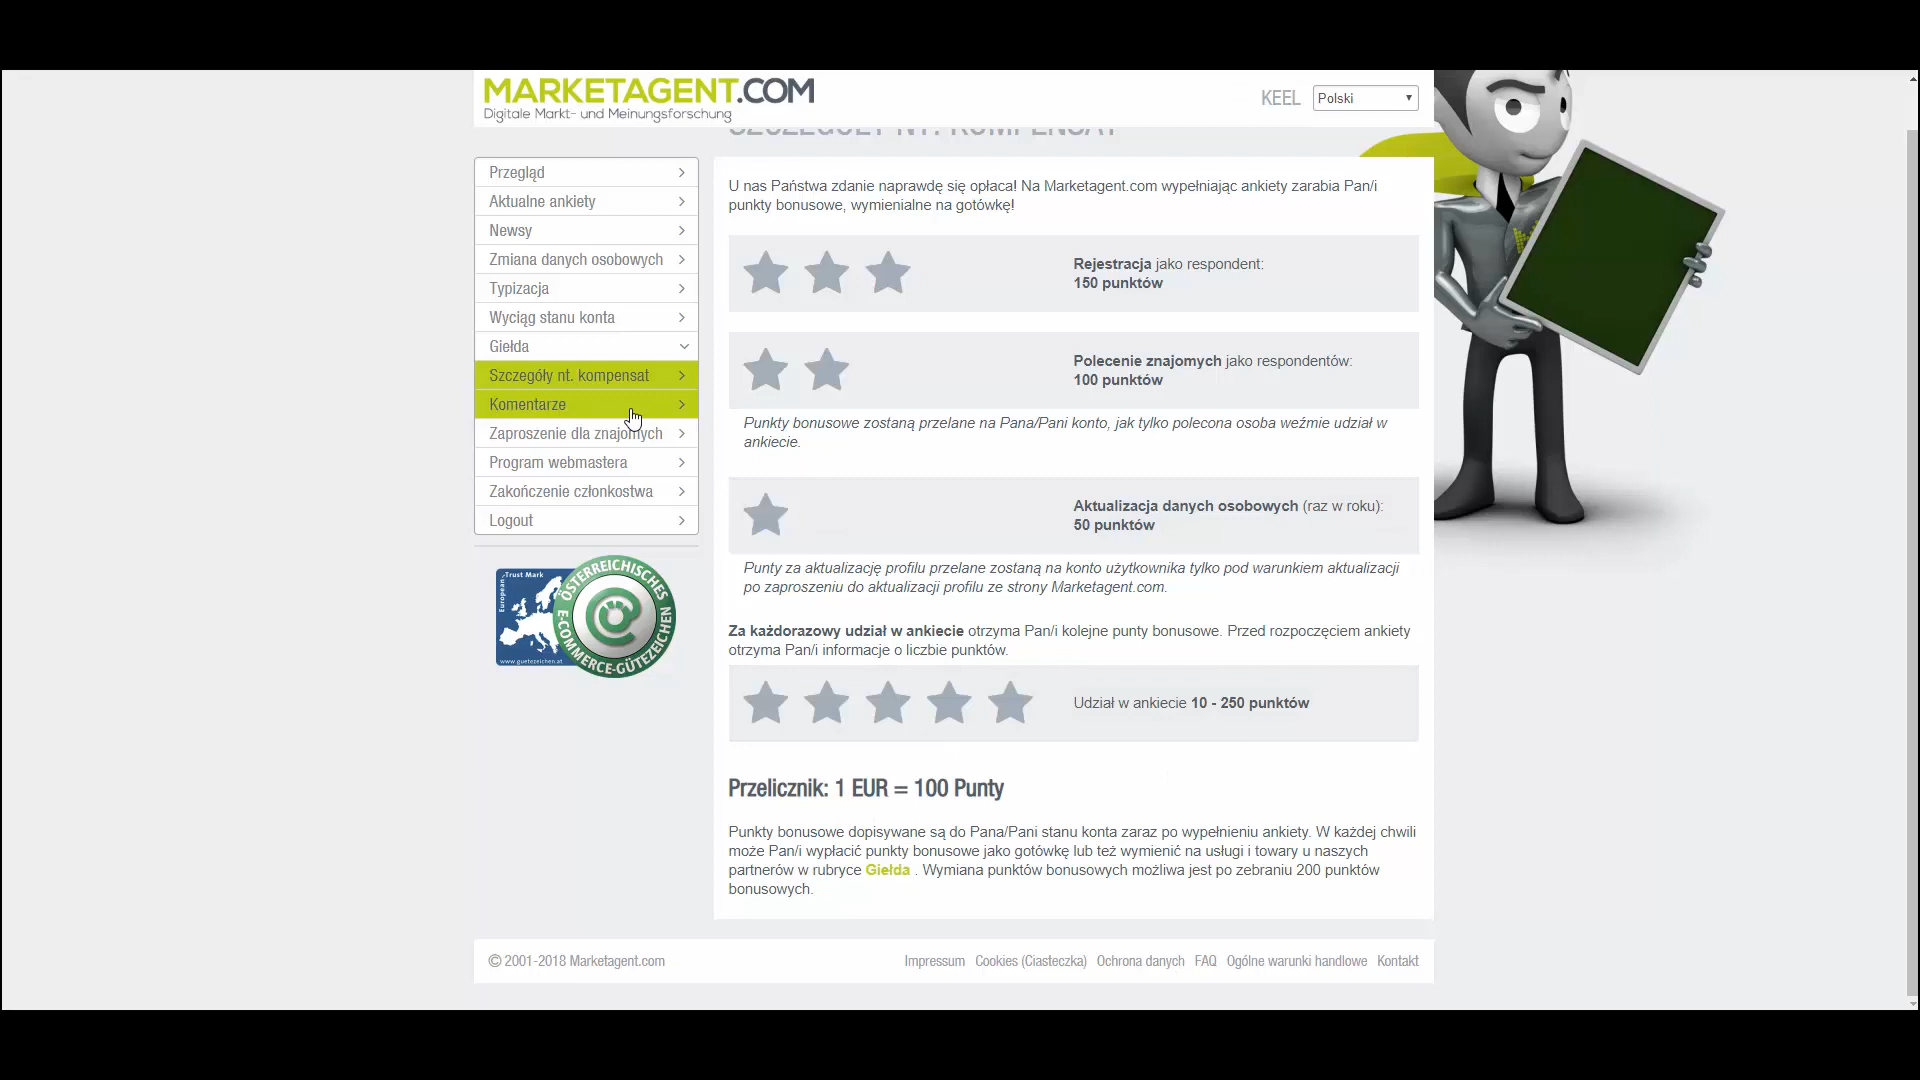 MARKETAGENT.COM
Digitale Markt- und Meinungsforschung
KEEL
Polski
SZCZEGÓŁY NT. KOMPENSAT
Przegląd
Aktualne ankiety
Newsy
Zmiana danych osobowych
Typizacja
Wyciąg stanu konta
Giełda
Szczegóły nt. kompensat
Komentarze
Zaproszenie dla znajomych
Program webmastera
Zakończenie członkostwa
Logout
European
Trust Mark
www.guetezeichen.at
ÖSTERREICHISCHES
E-COMMERCE-GÜTEZEICHEN
U nas Państwa zdanie naprawdę się opłaca! Na Marketagent.com wypełniając ankiety zarabia Pan/i
punkty bonusowe, wymienialne na gotówkę!
Rejestracja jako respondent:
150 punktów
Polecenie znajomych jako respondentów:
100 punktów
Punkty bonusowe zostaną przelane na Pana/Pani konto, jak tylko polecona osoba weźmie udział w
ankiecie.
Aktualizacja danych osobowych (raz w roku):
50 punktów
Punty za aktualizację profilu przelane zostaną na konto użytkownika tylko pod warunkiem aktualizacji
po zaproszeniu do aktualizacji profilu ze strony Marketagent.com.
Za każdorazowy udział w ankiecie otrzyma Pan/i kolejne punty bonusowe. Przed rozpoczęciem ankiety
otrzyma Pan/i informacje o liczbie punktów.
Udział w ankiecie 10 - 250 punktów
Przelicznik: 1 EUR = 100 Punty
Punkty bonusowe dopisywane są do Pana/Pani stanu konta zaraz po wypełnieniu ankiety. W każdej chwili
może Pan/i wypłacić punkty bonusowe jako gotówkę lub też wymienić na usługi i towary u naszych
partnerów w rubryce Giełda . Wymiana punktów bonusowych możliwa jest po zebraniu 200 punktów
bonusowych.
© 2001-2018 Marketagent.com
Impressum Cookies (Ciasteczka) Ochrona danych FAQ Ogólne warunki handlowe Kontakt